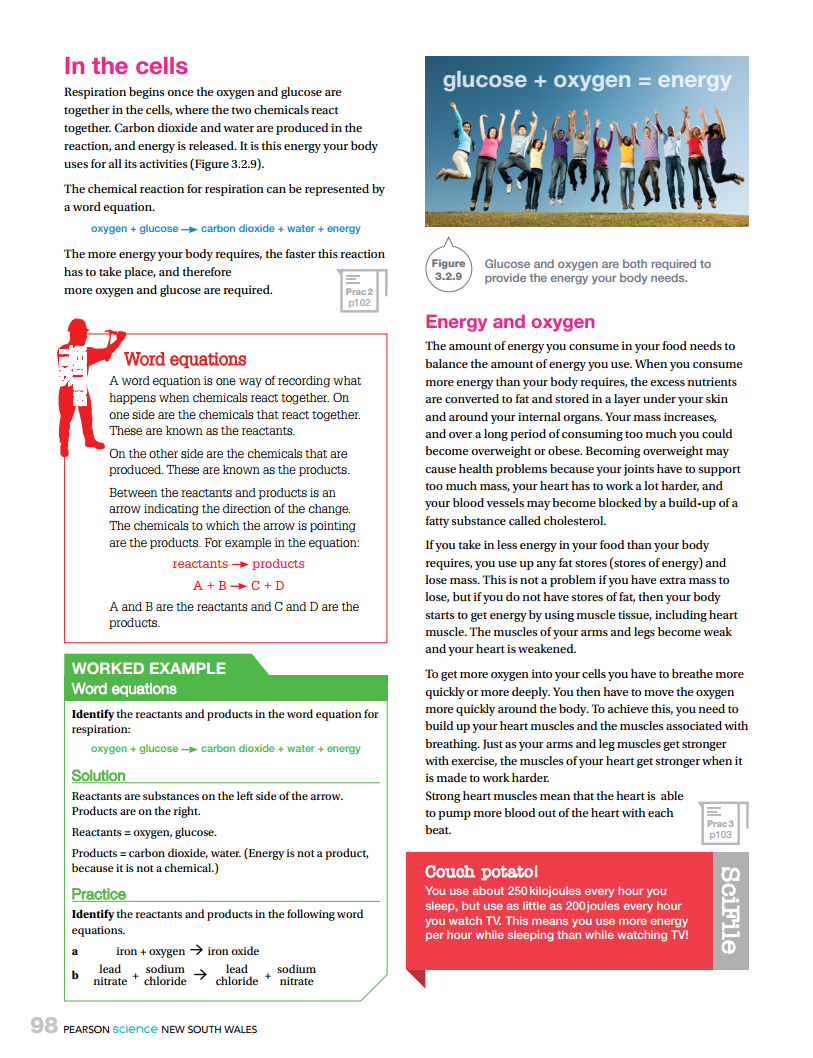 In the cells
Respiration begins once the oxygen and glucose are
together in the cells, where the two chemicals react
together. Carbon dioxide and water are produced in the
reaction, and energy is released. It is this energy your body
uses for all its activities (Figure 3.2.9).
The chemical reaction for respiration can be represented by
a word equation.
oxygen + glucose → carbon dioxide + water + energy
The more energy your body requires, the faster this reaction
has to take place, and therefore
more oxygen and glucose are required.
Prac 2
p102
Word equations
A word equation is one way of recording what
happens when chemicals react together. On
one side are the chemicals that react together.
These are known as the reactants.
On the other side are the chemicals that are
produced. These are known as the products.
Between the reactants and products is an
arrow indicating the direction of the change.
The chemicals to which the arrow is pointing
are the products. For example in the equation:
reactants → products
A + B → C + D
A and B are the reactants and C and D are the
products.
WORKED EXAMPLE
Word equations
Identify the reactants and products in the word equation for
respiration:
oxygen + glucose → carbon dioxide + water + energy
Solution
Reactants are substances on the left side of the arrow.
Products are on the right.
Reactants = oxygen, glucose.
Products = carbon dioxide, water. (Energy is not a product,
because it is not a chemical.)
Practice
Identify the reactants and products in the following word
equations.
a iron + oxygen → iron oxide
b lead nitrate + sodium chloride → lead chloride + sodium nitrate
glucose + oxygen = energy
Figure
3.2.9
Glucose and oxygen are both required to
provide the energy your body needs.
Energy and oxygen
The amount of energy you consume in your food needs to
balance the amount of energy you use. When you consume
more energy than your body requires, the excess nutrients
are converted to fat and stored in a layer under your skin
and around your internal organs. Your mass increases,
and over a long period of consuming too much you could
become overweight or obese. Becoming overweight may
cause health problems because your joints have to support
too much mass, your heart has to work a lot harder, and
your blood vessels may become blocked by a build-up of a
fatty substance called cholesterol.
If you take in less energy in your food than your body
requires, you use up any fat stores (stores of energy) and
lose mass. This is not a problem if you have extra mass to
lose, but if you do not have stores of fat, then your body
starts to get energy by using muscle tissue, including heart
muscle. The muscles of your arms and legs become weak
and your heart is weakened.
To get more oxygen into your cells you have to breathe more
quickly or more deeply. You then have to move the oxygen
more quickly around the body. To achieve this, you need to
build up your heart muscles and the muscles associated with
breathing. Just as your arms and leg muscles get stronger
with exercise, the muscles of your heart get stronger when it
is made to work harder.
Strong heart muscles mean that the heart is able
to pump more blood out of the heart with each
beat.
Prac 3
p103
Couch potato!
You use about 250 kilojoules every hour you
sleep, but use as little as 200 joules every hour
you watch TV. This means you use more energy
per hour while sleeping than while watching TV!
SciFile
98 PEARSON science NEW SOUTH WALES